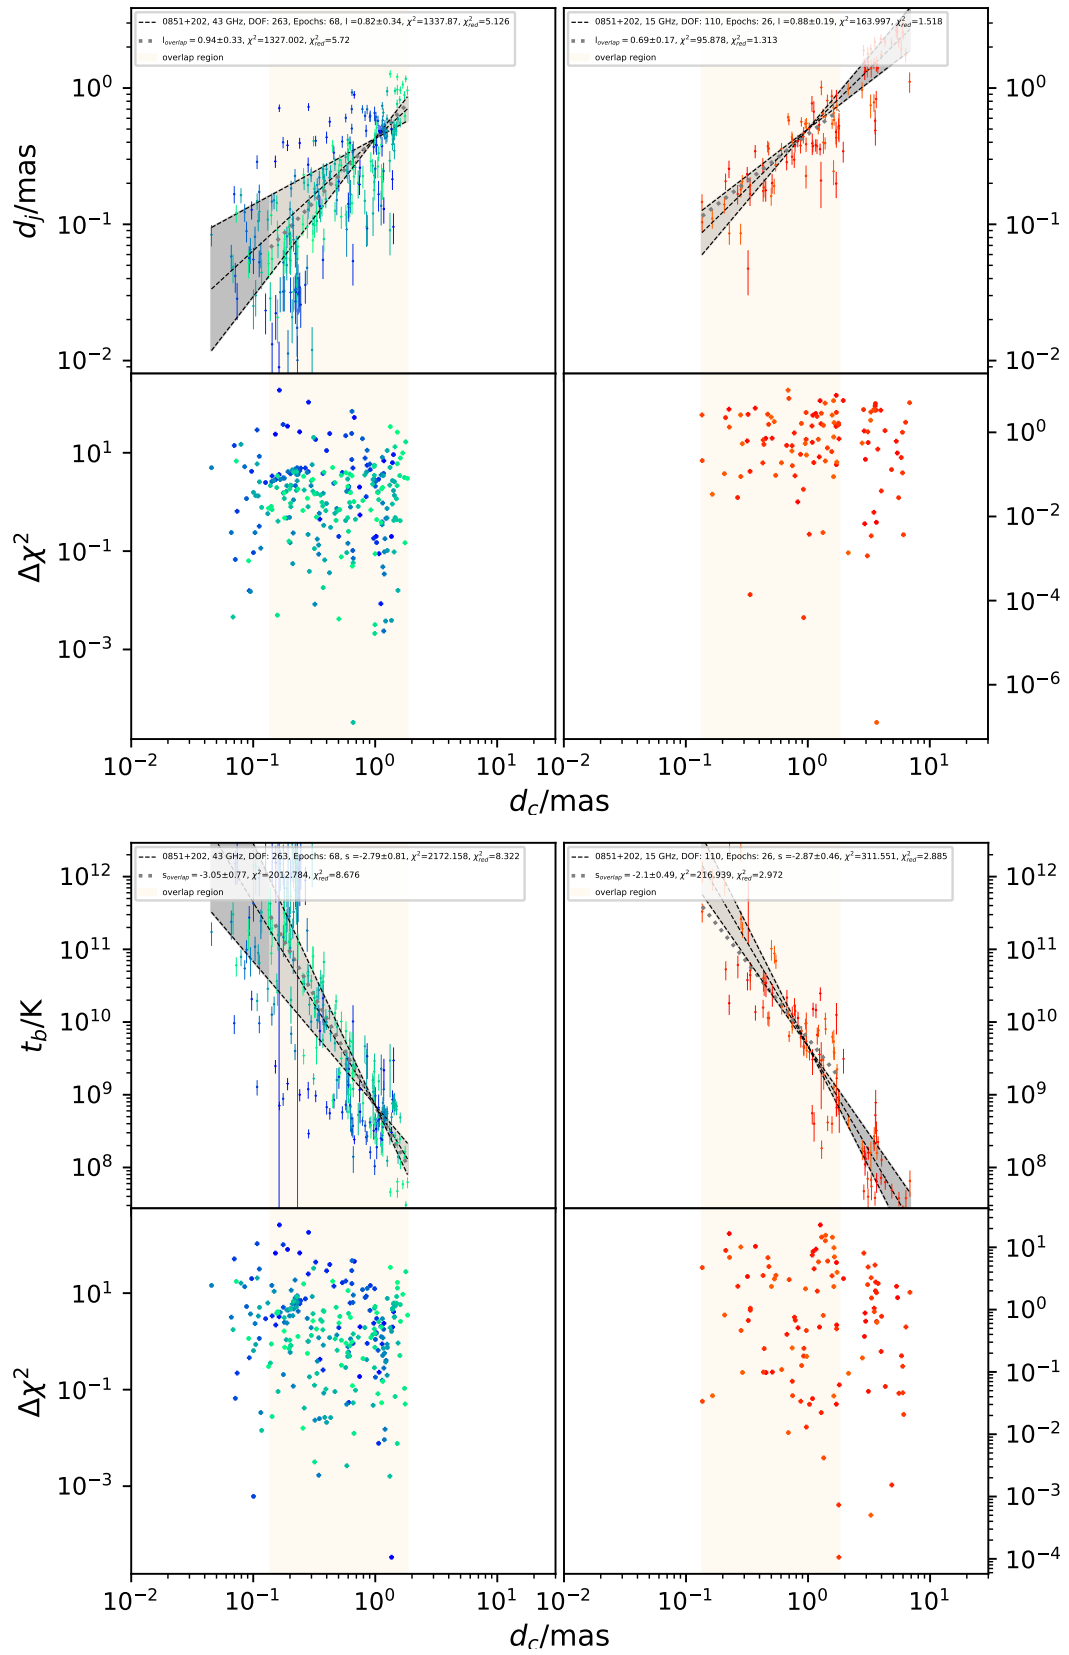 0851+202, 43 GHz, DOF: 263, Epochs: 68, l =0.82±0.34, χ²=1337.87, χ²red=5.126
loverlap = 0.94±0.33, χ²=1327.002, χ²red=5.72
overlap region
0851+202, 15 GHz, DOF: 110, Epochs: 26, l =0.88±0.19, χ²=163.997, χ²red=1.518
loverlap = 0.69±0.17, χ²=95.878, χ²red=1.313
overlap region
10⁰
10⁻¹
10⁻²
dj/mas
10⁰
10⁻¹
10⁻²
10¹
10⁻¹
10⁻³
Δχ²
10⁰
10⁻²
10⁻⁴
10⁻⁶
10⁻² 10⁻¹ 10⁰ 10¹ 10⁻² 10⁻¹ 10⁰ 10¹
dc/mas
0851+202, 43 GHz, DOF: 263, Epochs: 68, s =-2.79±0.81, χ²=2172.158, χ²red=8.322
soverlap = -3.05±0.77, χ²=2012.784, χ²red=8.676
overlap region
0851+202, 15 GHz, DOF: 110, Epochs: 26, s =-2.87±0.46, χ²=311.551, χ²red=2.885
soverlap = -2.1±0.49, χ²=216.939, χ²red=2.972
overlap region
10¹²
10¹¹
10¹⁰
10⁹
10⁸
tb/K
10¹²
10¹¹
10¹⁰
10⁹
10⁸
10¹
10⁻¹
10⁻³
Δχ²
10¹
10⁰
10⁻¹
10⁻²
10⁻³
10⁻⁴
10⁻² 10⁻¹ 10⁰ 10¹ 10⁻² 10⁻¹ 10⁰ 10¹
dc/mas